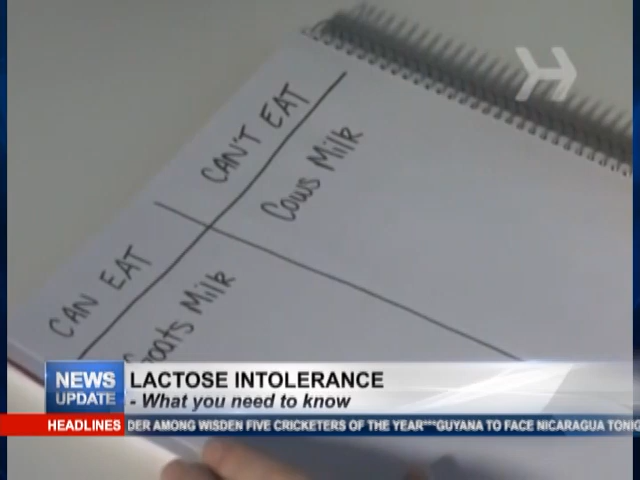 CAN EAT
CAN'T EAT
Goats Milk
Cows Milk
NEWS
UPDATE
LACTOSE INTOLERANCE
- What you need to know
HEADLINES
DER AMONG WISDEN FIVE CRICKETERS OF THE YEAR***GUYANA TO FACE NICARAGUA TONIG